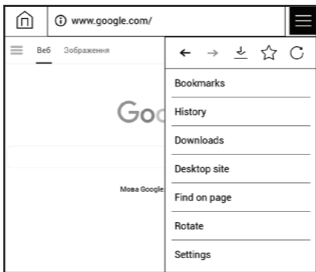 www.google.com/
Веб Зображення
Goo
Мова Google
Bookmarks
History
Downloads
Desktop site
Find on page
Rotate
Settings